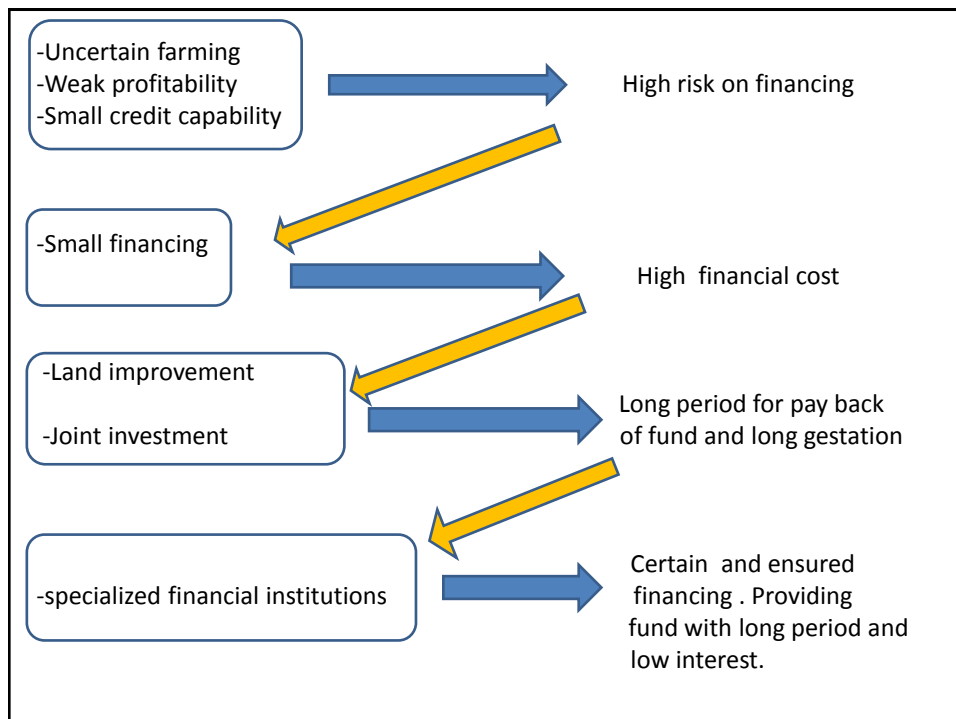 -Uncertain farming
-Weak profitability
-Small credit capability
High risk on financing
-Small financing
High  financial cost
-Land improvement
-Joint investment
Long period for pay back
of fund and long gestation
-specialized financial institutions
Certain  and ensured
financing . Providing
fund with long period and
low interest.